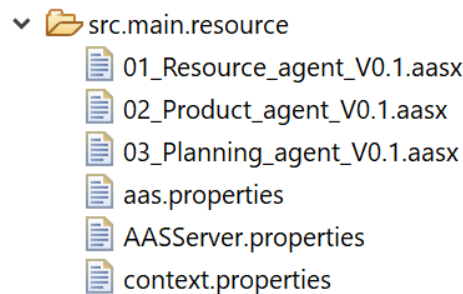 src.main.resource
01_Resource_agent_V0.1.aasx
02_Product_agent_V0.1.aasx
03_Planning_agent_V0.1.aasx
aas.properties
AASServer.properties
context.properties